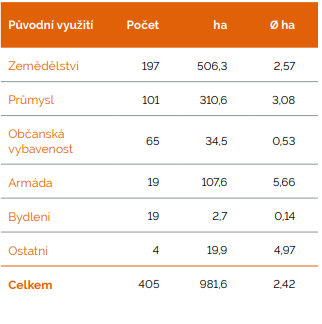 Původní využití Počet ha Ø ha
Zemědělství 197 506,3 2,57
Průmysl 101 310,6 3,08
Občanská
vybavenost 65 34,5 0,53
Armáda 19 107,6 5,66
Bydlení 19 2,7 0,14
Ostatní 4 19,9 4,97
Celkem 405 981,6 2,42